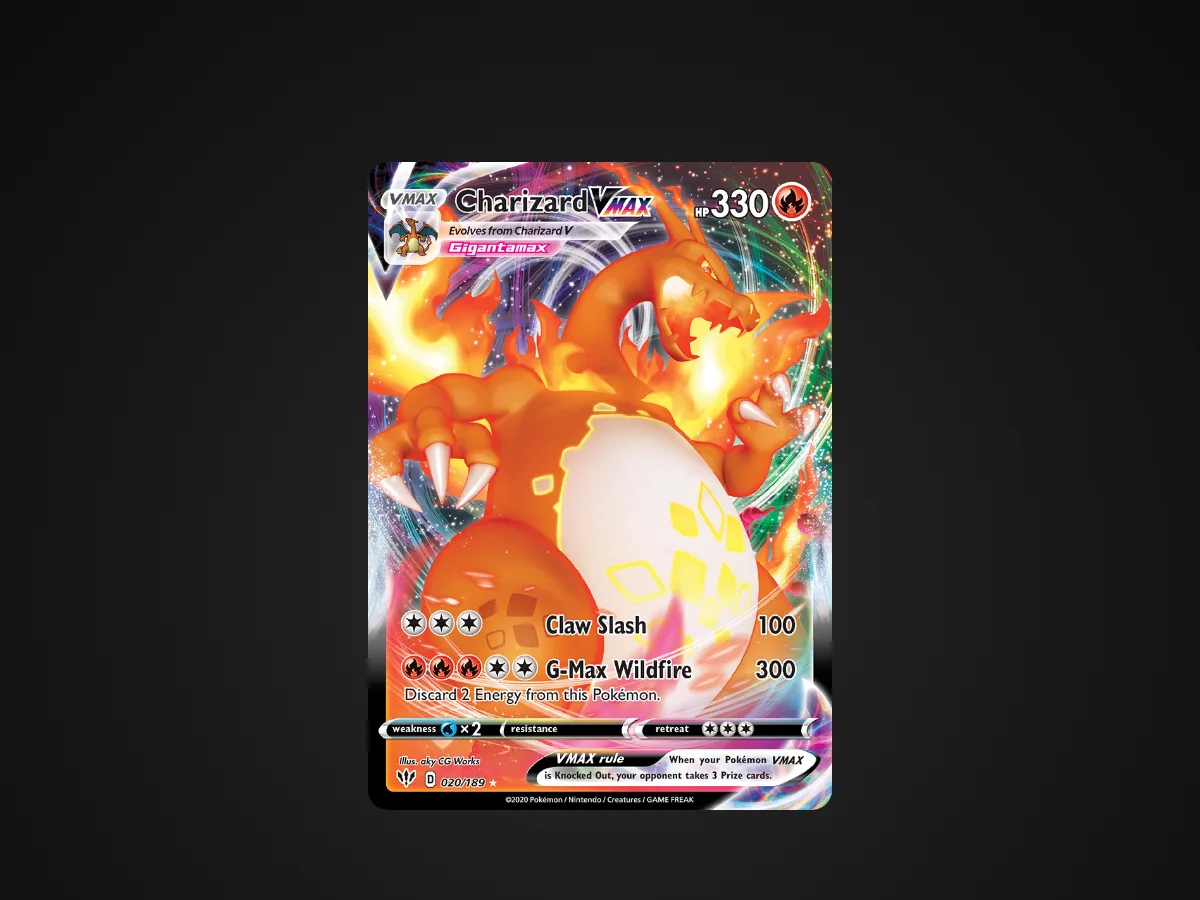 VMAX
Charizard VMAX
HP 330
Evolves from Charizard V
Gigantamax
Claw Slash 100
G-Max Wildfire 300
Discard 2 Energy from this Pokémon.
weakness ×2 resistance retreat
Illus. aky CG Works
VMAX rule When your Pokémon VMAX
is Knocked Out, your opponent takes 3 Prize cards.
D 020/189
©2020 Pokémon / Nintendo / Creatures / GAME FREAK